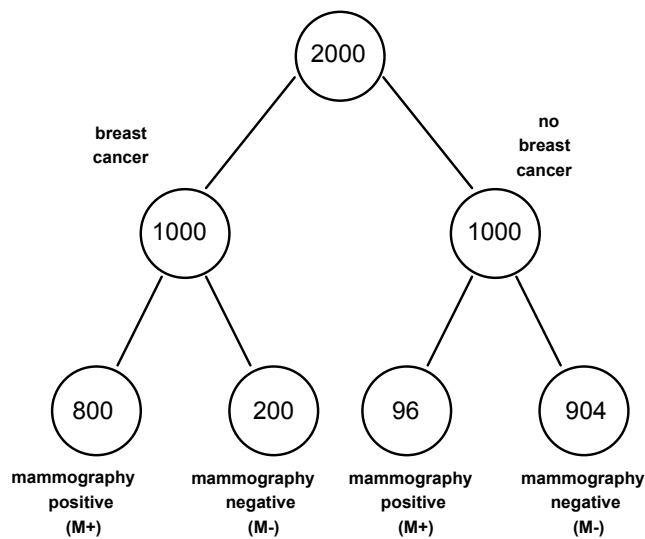 2000
breast
cancer
no
breast
cancer
1000
1000
800
200
96
904
mammography
positive
(M+)
mammography
negative
(M-)
mammography
positive
(M+)
mammography
negative
(M-)